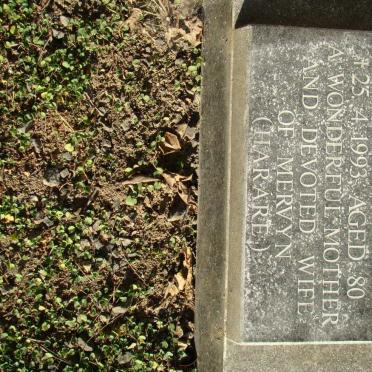 † 25. 4. 1993 AGED 80
A WONDERFUL MOTHER
AND DEVOTED WIFE
OF MERVYN
( HARARE )